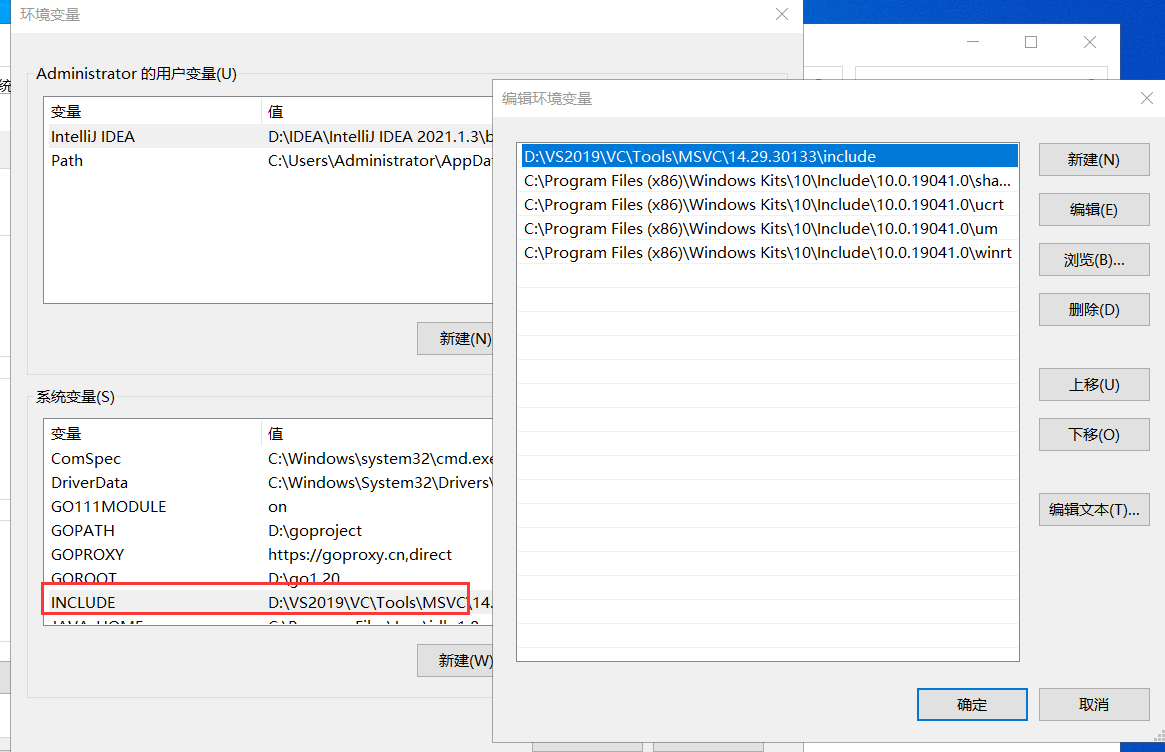 环境变量
Administrator 的用户变量(U)
变量 值
IntelliJ IDEA D:\IDEA\IntelliJ IDEA 2021.1.3\b
Path C:\Users\Administrator\AppDat
新建(N)
系统变量(S)
变量 值
ComSpec C:\Windows\system32\cmd.exe
DriverData C:\Windows\System32\Drivers\
GO111MODULE on
GOPATH D:\goproject
GOPROXY https://goproxy.cn,direct
GOROOT D:\go1.20
INCLUDE D:\VS2019\VC\Tools\MSVC\14.
JAVA_HOME
新建(W)
统
编辑环境变量
D:\VS2019\VC\Tools\MSVC\14.29.30133\include
C:\Program Files (x86)\Windows Kits\10\Include\10.0.19041.0\sha...
C:\Program Files (x86)\Windows Kits\10\Include\10.0.19041.0\ucrt
C:\Program Files (x86)\Windows Kits\10\Include\10.0.19041.0\um
C:\Program Files (x86)\Windows Kits\10\Include\10.0.19041.0\winrt
新建(N)
编辑(E)
浏览(B)...
删除(D)
上移(U)
下移(O)
编辑文本(T)...
确定
取消